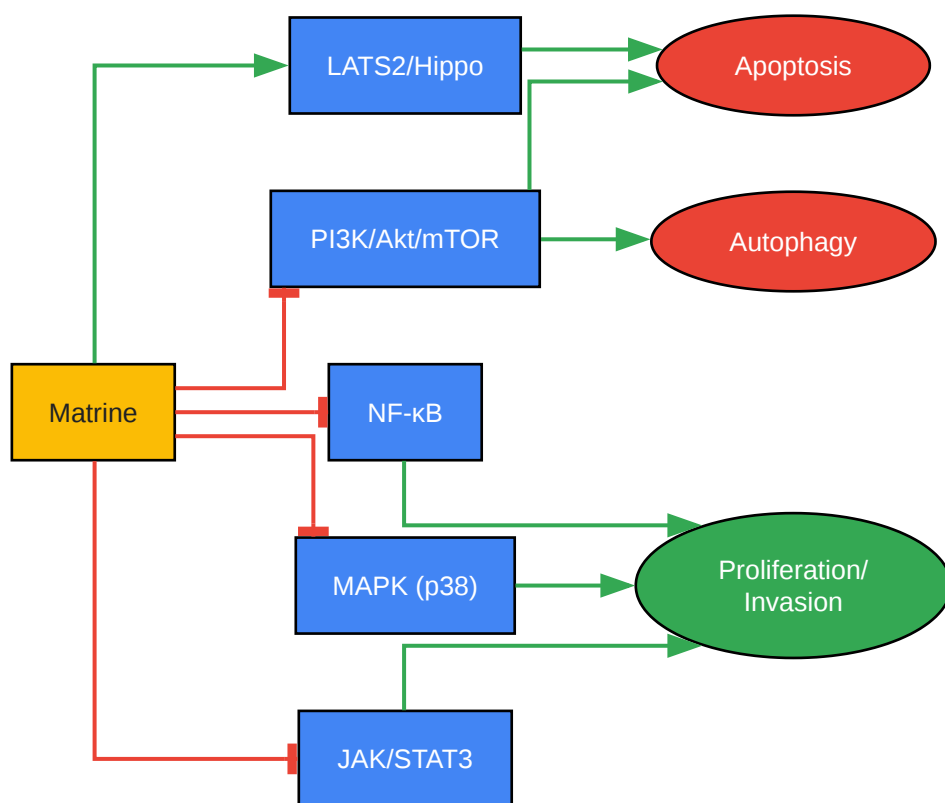 LATS2/Hippo
Apoptosis
PI3K/Akt/mTOR
Autophagy
Matrine
NF-κB
MAPK (p38)
Proliferation/
Invasion
JAK/STAT3